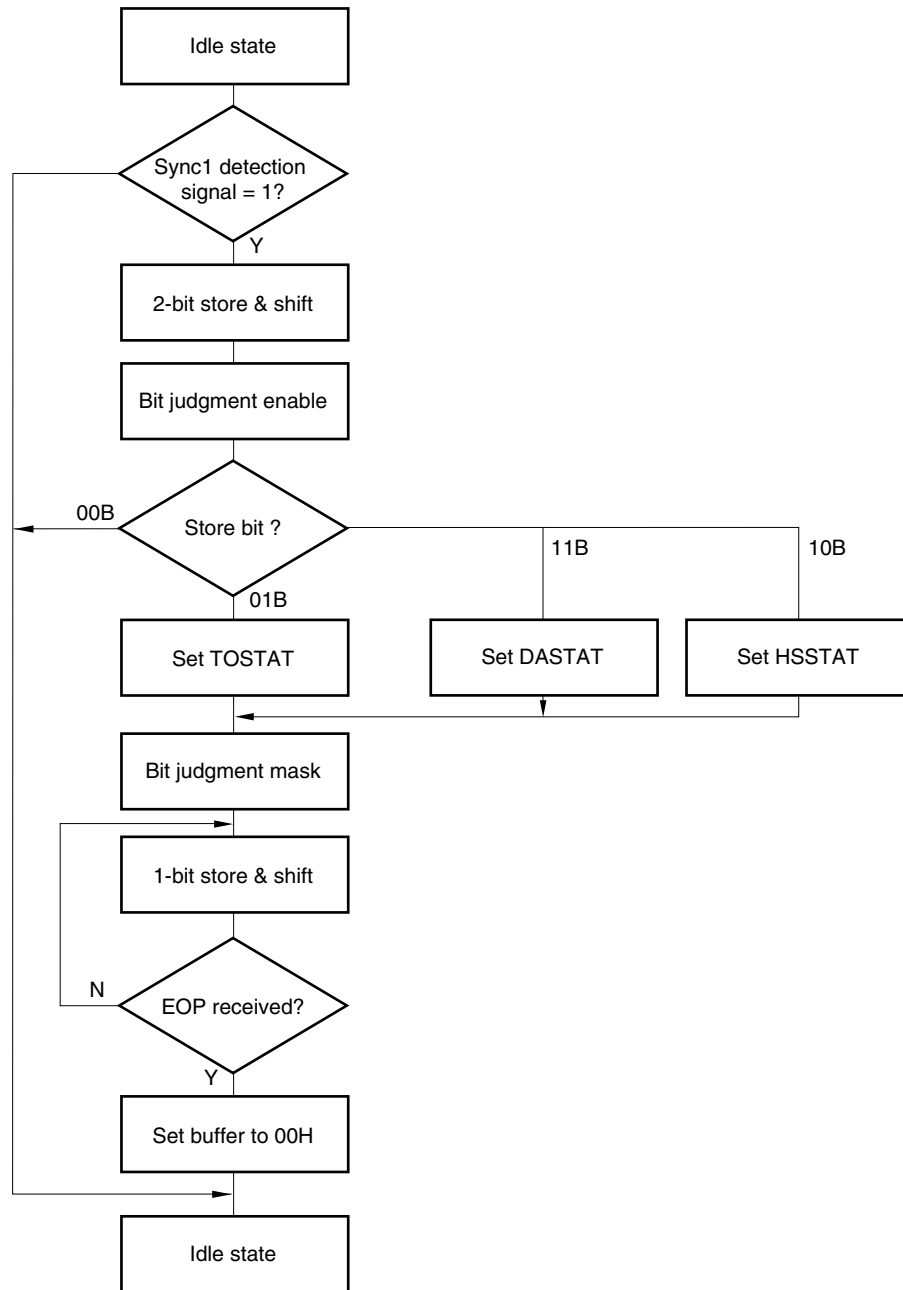 Idle state
Sync1 detection
signal = 1?
Y
2-bit store & shift
Bit judgment enable
00B
Store bit ?
11B
10B
01B
Set TOSTAT
Set DASTAT
Set HSSTAT
Bit judgment mask
1-bit store & shift
N
EOP received?
Y
Set buffer to 00H
Idle state